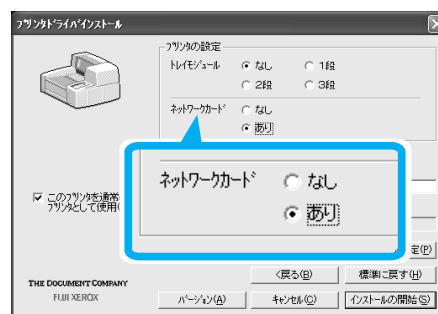 ﾌﾟﾘﾝﾀﾄﾞﾗｲﾊﾞｲﾝｽﾄｰﾙ
ﾌﾟﾘﾝﾀの設定
ﾄﾚｲﾓｼﾞｭｰﾙ なし 1段
2段 3段
ﾈｯﾄﾜｰｸｶｰﾄﾞ なし
あり
ﾈｯﾄﾜｰｸｶｰﾄﾞ なし
あり
このﾌﾟﾘﾝﾀを通常
ﾌﾟﾘﾝﾀとして使用
定(P)
<戻る(B) 標準に戻す(H)
THE DOCUMENT COMPANY
FUJI XEROX
ﾊﾞｰｼﾞｮﾝ(A) ｷｬﾝｾﾙ(C) ｲﾝｽﾄｰﾙの開始(S)